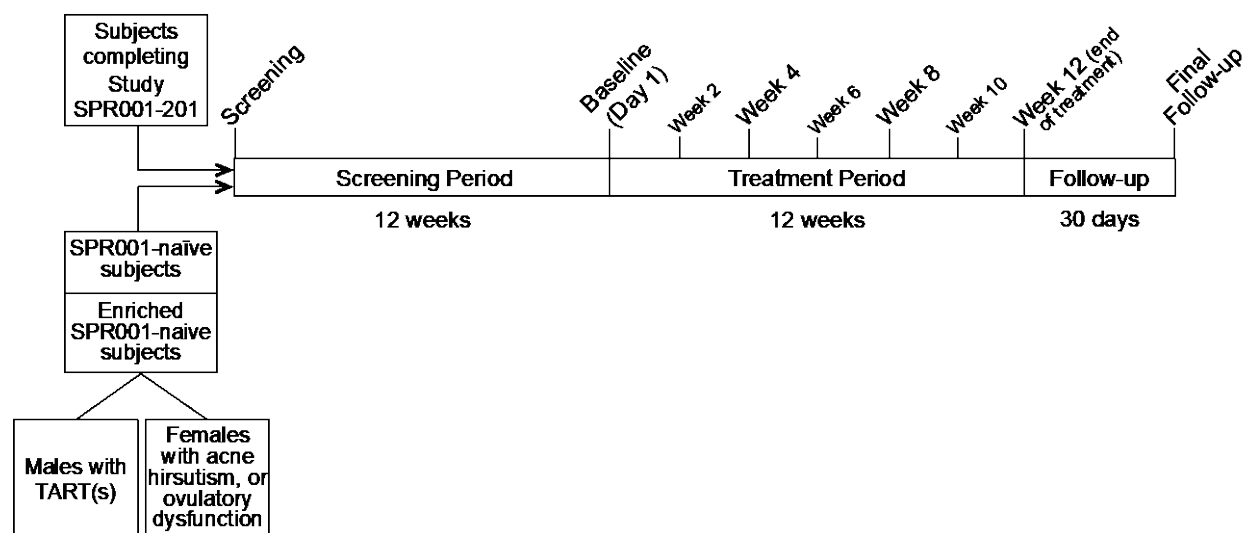 Subjects
completing
Study
SPR001-201
Screening
Baseline
(Day 1)
Week 2
Week 4
Week 6
Week 8
Week 10
Week 12 (end
of treatment)
Final
Follow-up
Screening Period
Treatment Period
Follow-up
12 weeks
12 weeks
30 days
SPR001-naïve
subjects
Enriched
SPR001-naive
subjects
Males with
TART(s)
Females
with acne
hirsutism, or
ovulatory
dysfunction